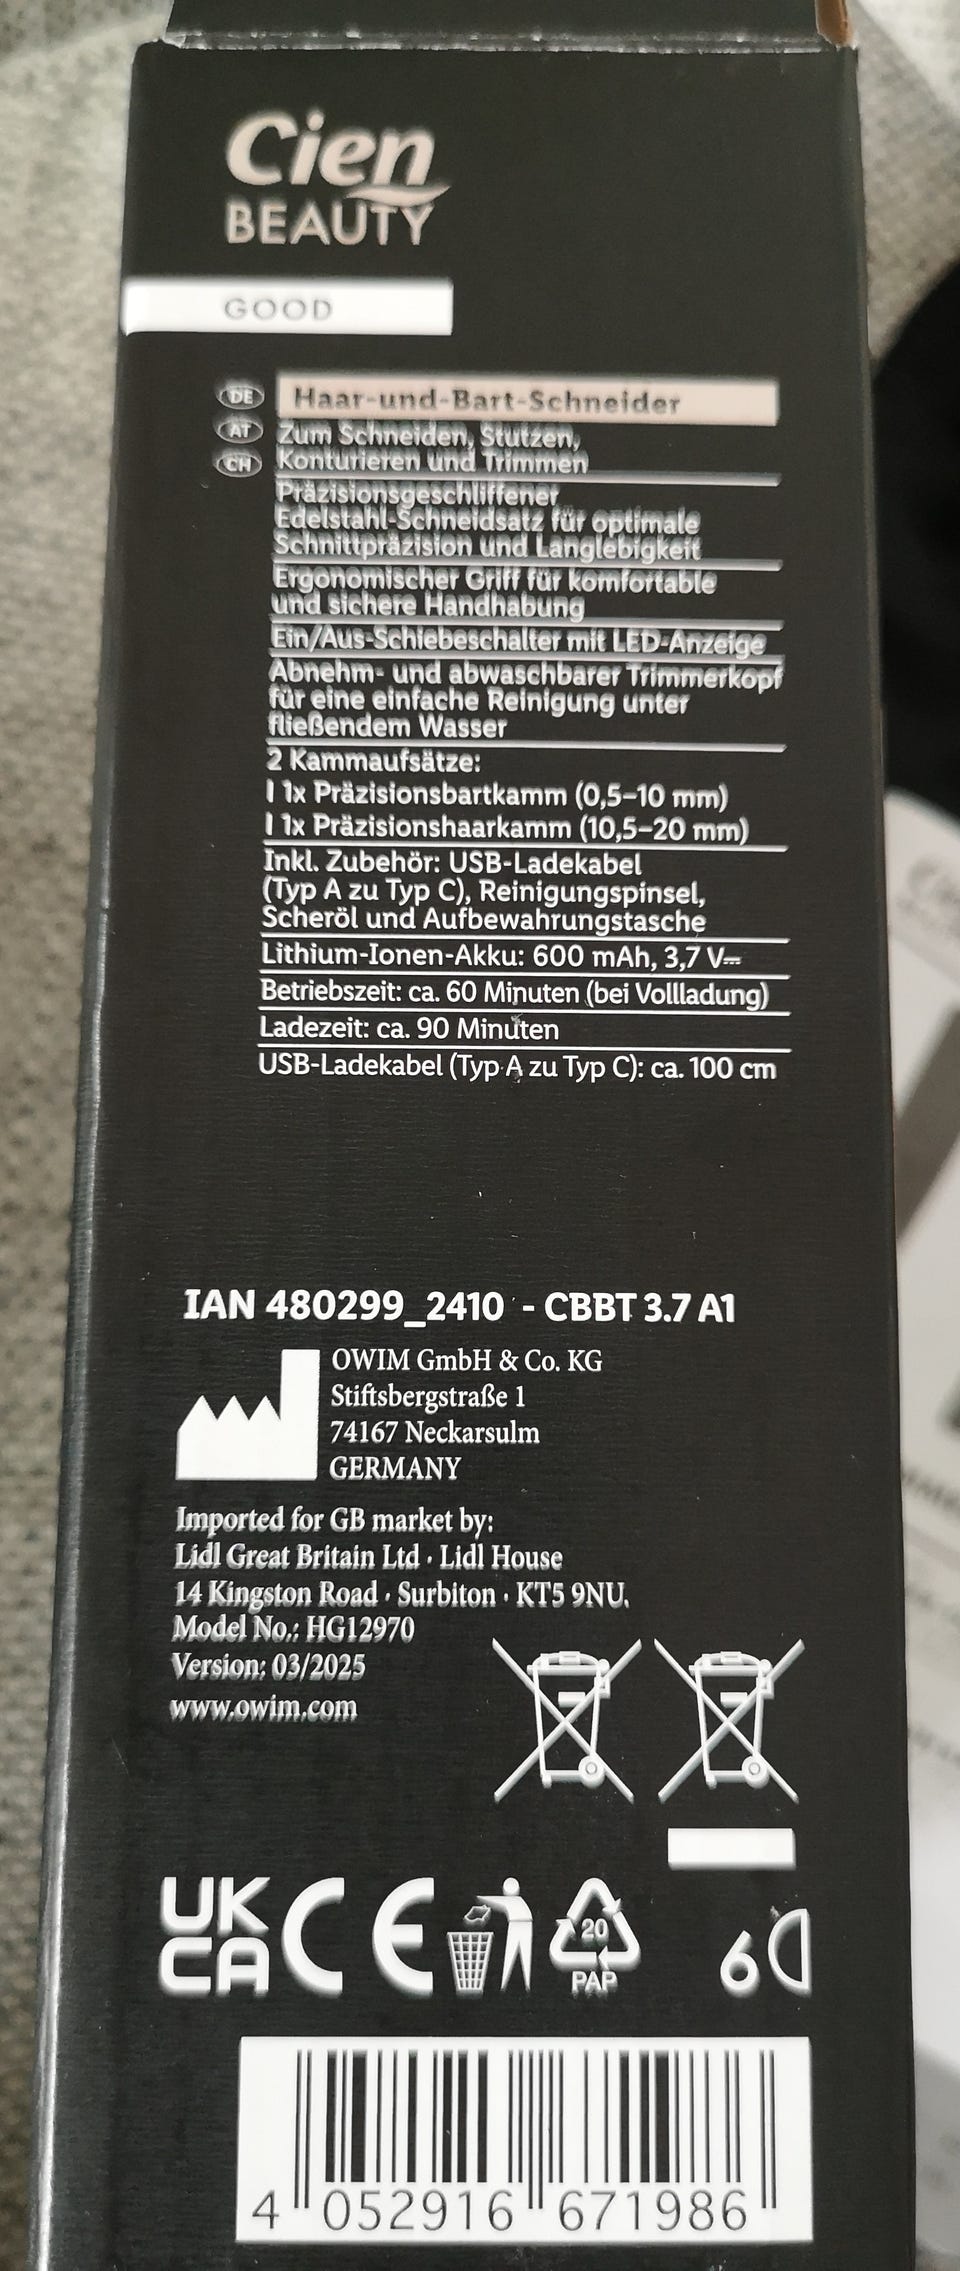 Cien
BEAUTY
GOOD
DE
Haar-und-Bart-Schneider
AT
Zum Schneiden, Stutzen,
CH
Konturieren und Trimmen
Präzisionsgeschliffener
Edelstahl-Schneidsatz für optimale
Schnittpräzision und Langlebigkeit
Ergonomischer Griff für komfortable
und sichere Handhabung
Ein/Aus-Schiebeschalter mit LED-Anzeige
Abnehm- und abwaschbarer Trimmerkopf
für eine einfache Reinigung unter
fließendem Wasser
2 Kammaufsätze:
I 1x Präzisionsbartkamm (0,5–10 mm)
I 1x Präzisionshaarkamm (10,5–20 mm)
Inkl. Zubehör: USB-Ladekabel
(Typ A zu Typ C), Reinigungspinsel,
Scheröl und Aufbewahrungstasche
Lithium-Ionen-Akku: 600 mAh, 3,7 V⎓
Betriebszeit: ca. 60 Minuten (bei Vollladung)
Ladezeit: ca. 90 Minuten
USB-Ladekabel (Typ A zu Typ C): ca. 100 cm
IAN 480299_2410 - CBBT 3.7 A1
OWIM GmbH & Co. KG
Stiftsbergstraße 1
74167 Neckarsulm
GERMANY
Imported for GB market by:
Lidl Great Britain Ltd · Lidl House
14 Kingston Road · Surbiton · KT5 9NU.
Model No.: HG12970
Version: 03/2025
www.owim.com
UK
CA
CE
20
PAP
6
4 052916 671986